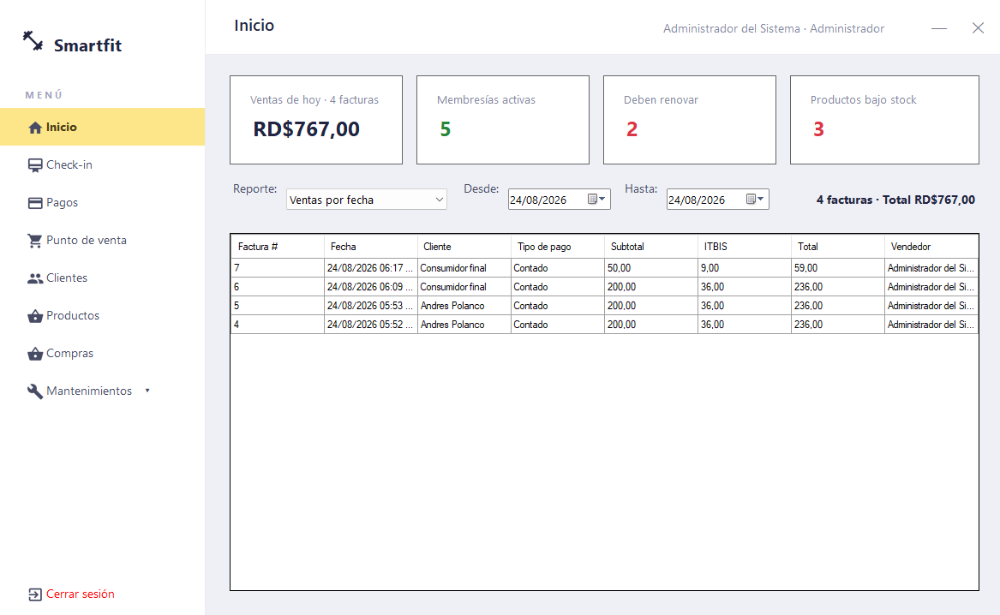 Smartfit
MENÚ
Inicio
Check-in
Pagos
Punto de venta
Clientes
Productos
Compras
Mantenimientos
Cerrar sesión
Inicio
Administrador del Sistema · Administrador
Ventas de hoy · 4 facturas
RD$767,00
Membresías activas
5
Deben renovar
2
Productos bajo stock
3
Reporte: Ventas por fecha Desde: 24/08/2026 Hasta: 24/08/2026 4 facturas · Total RD$767,00
Factura # Fecha Cliente Tipo de pago Subtotal ITBIS Total Vendedor
7 24/08/2026 06:17 ... Consumidor final Contado 50,00 9,00 59,00 Administrador del Si...
6 24/08/2026 06:09 ... Consumidor final Contado 200,00 36,00 236,00 Administrador del Si...
5 24/08/2026 05:53 ... Andres Polanco Contado 200,00 36,00 236,00 Administrador del Si...
4 24/08/2026 05:52 ... Andres Polanco Contado 200,00 36,00 236,00 Administrador del Si...